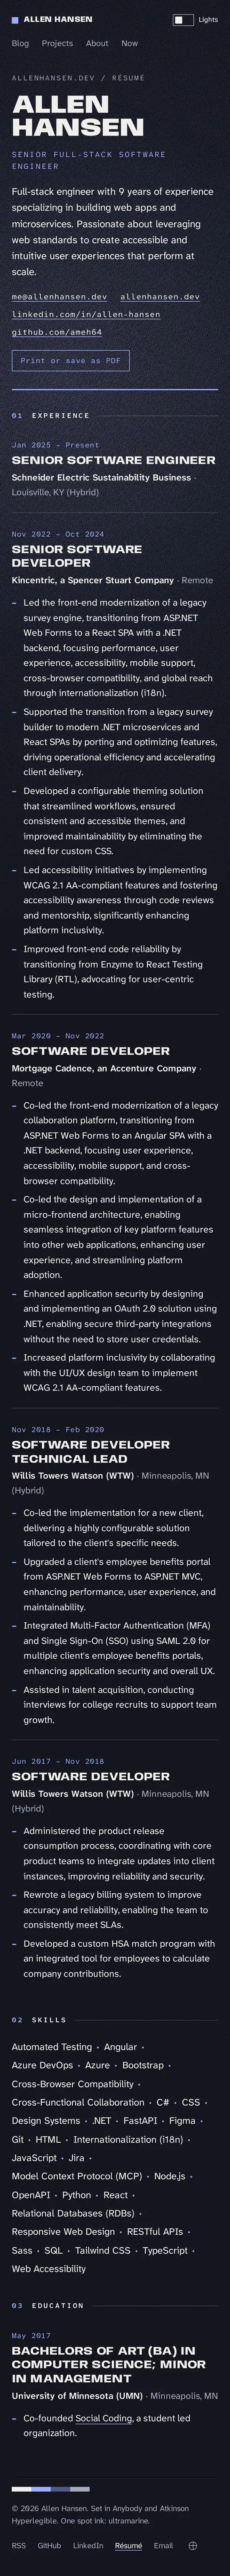 ALLEN HANSEN
Lights
Blog Projects About Now
ALLENHANSEN.DEV / RÉSUMÉ
ALLEN
HANSEN
SENIOR FULL-STACK SOFTWARE
ENGINEER
Full-stack engineer with 9 years of experience
specializing in building web apps and
microservices. Passionate about leveraging
web standards to create accessible and
intuitive user experiences that perform at
scale.
me@allenhansen.dev allenhansen.dev
linkedin.com/in/allen-hansen
github.com/ameh64
Print or save as PDF
01 EXPERIENCE
Jan 2025 – Present
SENIOR SOFTWARE ENGINEER
Schneider Electric Sustainability Business ·
Louisville, KY (Hybrid)
Nov 2022 – Oct 2024
SENIOR SOFTWARE
DEVELOPER
Kincentric, a Spencer Stuart Company · Remote
– Led the front-end modernization of a legacy
survey engine, transitioning from ASP.NET
Web Forms to a React SPA with a .NET
backend, focusing performance, user
experience, accessibility, mobile support,
cross-browser compatibility, and global reach
through internationalization (i18n).
– Supported the transition from a legacy survey
builder to modern .NET microservices and
React SPAs by porting and optimizing features,
driving operational efficiency and accelerating
client delivery.
– Developed a configurable theming solution
that streamlined workflows, ensured
consistent and accessible themes, and
improved maintainability by eliminating the
need for custom CSS.
– Led accessibility initiatives by implementing
WCAG 2.1 AA-compliant features and fostering
accessibility awareness through code reviews
and mentorship, significantly enhancing
platform inclusivity.
– Improved front-end code reliability by
transitioning from Enzyme to React Testing
Library (RTL), advocating for user-centric
testing.
Mar 2020 – Nov 2022
SOFTWARE DEVELOPER
Mortgage Cadence, an Accenture Company ·
Remote
– Co-led the front-end modernization of a legacy
collaboration platform, transitioning from
ASP.NET Web Forms to an Angular SPA with a
.NET backend, focusing user experience,
accessibility, mobile support, and cross-
browser compatibility.
– Co-led the design and implementation of a
micro-frontend architecture, enabling
seamless integration of key platform features
into other web applications, enhancing user
experience, and streamlining platform
adoption.
– Enhanced application security by designing
and implementing an OAuth 2.0 solution using
.NET, enabling secure third-party integrations
without the need to store user credentials.
– Increased platform inclusivity by collaborating
with the UI/UX design team to implement
WCAG 2.1 AA-compliant features.
Nov 2018 – Feb 2020
SOFTWARE DEVELOPER
TECHNICAL LEAD
Willis Towers Watson (WTW) · Minneapolis, MN
(Hybrid)
– Co-led the implementation for a new client,
delivering a highly configurable solution
tailored to the client's specific needs.
– Upgraded a client's employee benefits portal
from ASP.NET Web Forms to ASP.NET MVC,
enhancing performance, user experience, and
maintainability.
– Integrated Multi-Factor Authentication (MFA)
and Single Sign-On (SSO) using SAML 2.0 for
multiple client's employee benefits portals,
enhancing application security and overall UX.
– Assisted in talent acquisition, conducting
interviews for college recruits to support team
growth.
Jun 2017 – Nov 2018
SOFTWARE DEVELOPER
Willis Towers Watson (WTW) · Minneapolis, MN
(Hybrid)
– Administered the product release
consumption process, coordinating with core
product teams to integrate updates into client
instances, improving reliability and security.
– Rewrote a legacy billing system to improve
accuracy and reliability, enabling the team to
consistently meet SLAs.
– Developed a custom HSA match program with
an integrated tool for employees to calculate
company contributions.
02 SKILLS
Automated Testing · Angular ·
Azure DevOps · Azure · Bootstrap ·
Cross-Browser Compatibility ·
Cross-Functional Collaboration · C# · CSS ·
Design Systems · .NET · FastAPI · Figma ·
Git · HTML · Internationalization (i18n) ·
JavaScript · Jira ·
Model Context Protocol (MCP) · Node.js ·
OpenAPI · Python · React ·
Relational Databases (RDBs) ·
Responsive Web Design · RESTful APIs ·
Sass · SQL · Tailwind CSS · TypeScript ·
Web Accessibility
03 EDUCATION
May 2017
BACHELORS OF ART (BA) IN
COMPUTER SCIENCE; MINOR
IN MANAGEMENT
University of Minnesota (UMN) · Minneapolis, MN
– Co-founded Social Coding, a student led
organization.
© 2026 Allen Hansen. Set in Anybody and Atkinson
Hyperlegible. One spot ink: ultramarine.
RSS GitHub LinkedIn Résumé Email